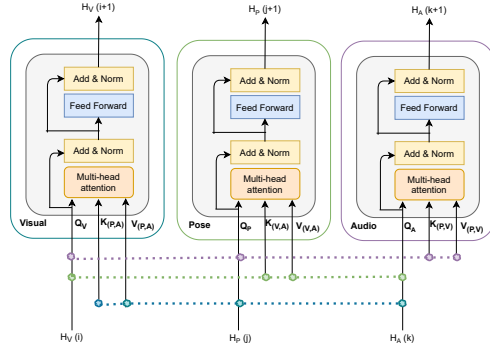 H_V (i+1)
H_P (j+1)
H_A (k+1)
Add & Norm
Feed Forward
Add & Norm
Multi-head
attention
Visual
Q_V
K_(P,A)
V_(P,A)
Add & Norm
Feed Forward
Add & Norm
Multi-head
attention
Pose
Q_P
K_(V,A)
V_(V,A)
Add & Norm
Feed Forward
Add & Norm
Multi-head
attention
Audio
Q_A
K_(P,V)
V_(P,V)
H_V (i)
H_P (j)
H_A (k)